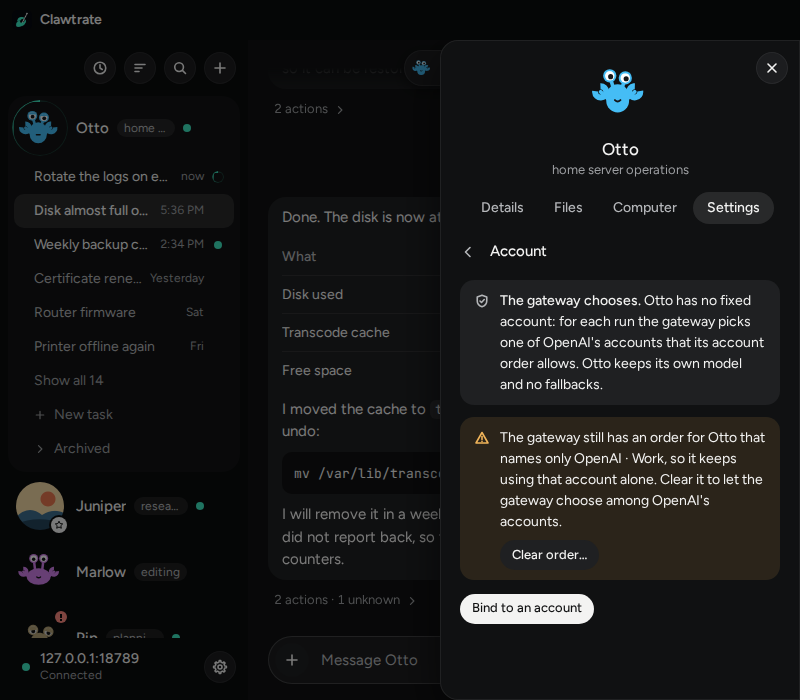 Clawtrate
Otto
home ...
Rotate the logs on e...
now
Disk almost full o...
5:36 PM
Weekly backup c...
2:34 PM
Certificate rene...
Yesterday
Router firmware
Sat
Printer offline again
Fri
Show all 14
New task
Archived
Juniper
resea...
Marlow
editing
Pip
planni...
127.0.0.1:18789
Connected
2 actions
Done. The disk is now at
What
Disk used
Transcode cache
Free space
I moved the cache to
undo:
mv /var/lib/transc
I will remove it in a wee
did not report back, so
counters.
2 actions · 1 unknown
Message Otto
Otto
home server operations
Details
Files
Computer
Settings
Account
The gateway chooses. Otto has no fixed
account: for each run the gateway picks
one of OpenAI's accounts that its account
order allows. Otto keeps its own model
and no fallbacks.
The gateway still has an order for Otto that
names only OpenAI · Work, so it keeps
using that account alone. Clear it to let the
gateway choose among OpenAI's
accounts.
Clear order...
Bind to an account